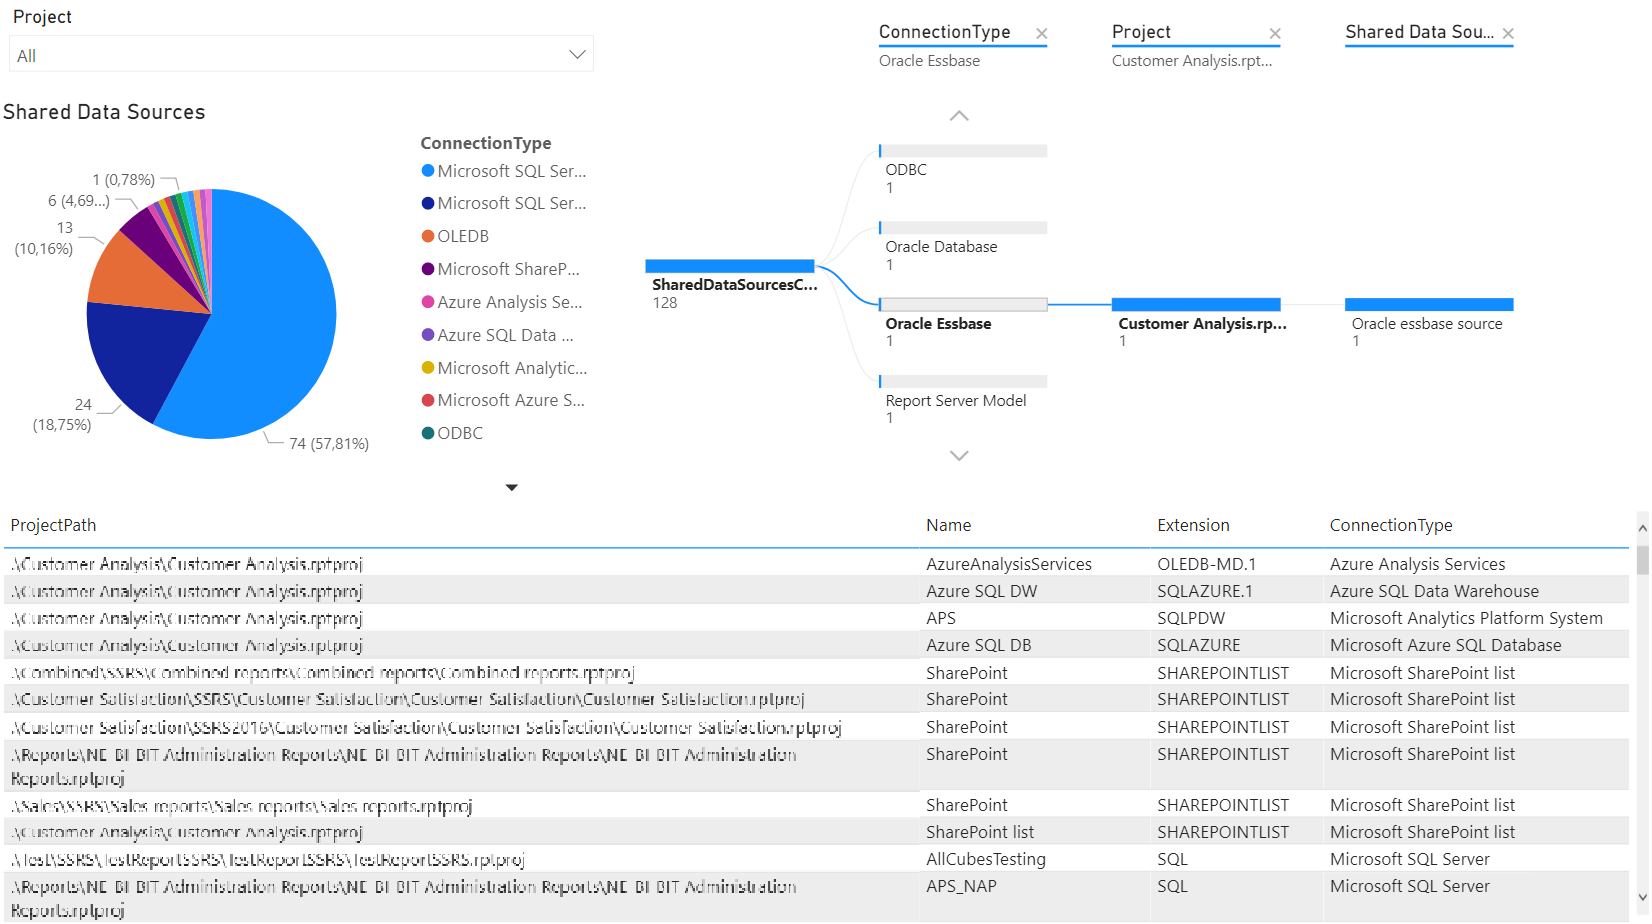 Project
All
Shared Data Sources
1 (0,78%)
6 (4,69...)
13
(10,16%)
24
(18,75%)
74 (57,81%)
ConnectionType
Microsoft SQL Ser...
Microsoft SQL Ser...
OLEDB
Microsoft ShareP...
Azure Analysis Se...
Azure SQL Data ...
Microsoft Analytic...
Microsoft Azure S...
ODBC
ConnectionType
Oracle Essbase
Project
Customer Analysis.rpt...
Shared Data Sou...
SharedDataSourcesC...
128
ODBC
1
Oracle Database
1
Oracle Essbase
1
Report Server Model
1
Customer Analysis.rp...
1
Oracle essbase source
1
ProjectPath Name Extension ConnectionType
.\Customer Analysis\Customer Analysis.rptproj AzureAnalysisServices OLEDB-MD.1 Azure Analysis Services
.\Customer Analysis\Customer Analysis.rptproj Azure SQL DW SQLAZURE.1 Azure SQL Data Warehouse
.\Customer Analysis\Customer Analysis.rptproj APS SQLPDW Microsoft Analytics Platform System
.\Customer Analysis\Customer Analysis.rptproj Azure SQL DB SQLAZURE Microsoft Azure SQL Database
.\Combined\SSRS\Combined reports\Combined reports\Combined reports.rptproj SharePoint SHAREPOINTLIST Microsoft SharePoint list
.\Customer Satisfaction\SSRS\Customer Satisfaction\Customer Satisfaction\Customer Satisfaction.rptproj SharePoint SHAREPOINTLIST Microsoft SharePoint list
.\Customer Satisfaction\SSRS2016\Customer Satisfaction\Customer Satisfaction\Customer Satisfaction.rptproj SharePoint SHAREPOINTLIST Microsoft SharePoint list
.\Reports\NE BI BIT Administration Reports\NE BI BIT Administration SharePoint SHAREPOINTLIST Microsoft SharePoint list
Reports.rptproj
.\Sales\SSRS\Sales reports\Sales reports\Sales reports.rptproj SharePoint SHAREPOINTLIST Microsoft SharePoint list
.\Customer Analysis\Customer Analysis.rptproj SharePoint list SHAREPOINTLIST Microsoft SharePoint list
.\Test\SSRS\TestReportSSRS\TestReportSSRS\TestReportSSRS.rptproj AllCubesTesting SQL Microsoft SQL Server
.\Reports\NE BI BIT Administration Reports\NE BI BIT Administration APS_NAP SQL Microsoft SQL Server
Reports.rptproj